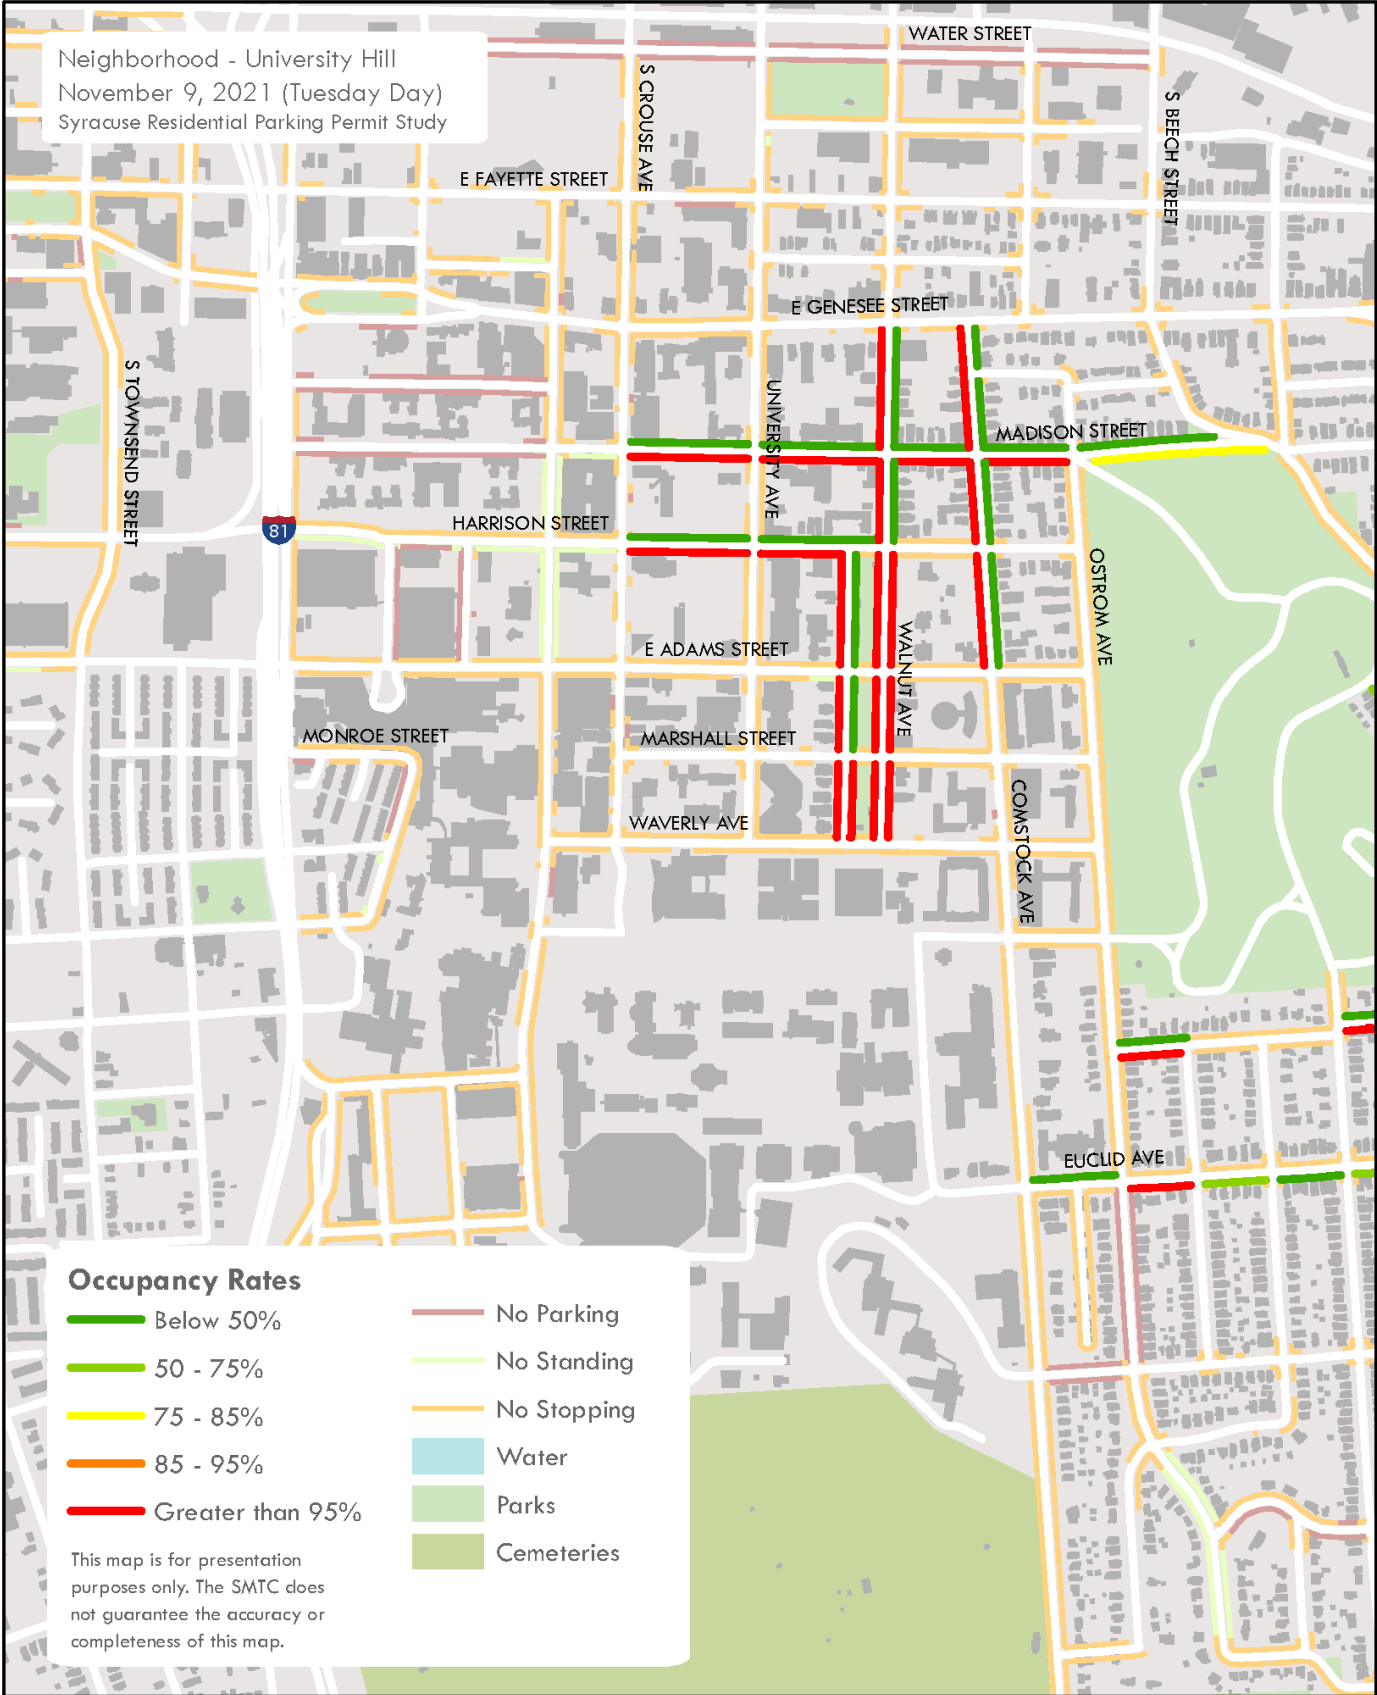 Neighborhood - University Hill
November 9, 2021 (Tuesday Day)
Syracuse Residential Parking Permit Study
WATER STREET
S CROUSE AVE
S BEECH STREET
E FAYETTE STREET
E GENESEE STREET
S TOWNSEND STREET
UNIVERSITY AVE
MADISON STREET
HARRISON STREET
81
OSTROM AVE
E ADAMS STREET
WALNUT AVE
MONROE STREET
MARSHALL STREET
WAVERLY AVE
COMSTOCK AVE
EUCLID AVE
Occupancy Rates
Below 50%
50 - 75%
75 - 85%
85 - 95%
Greater than 95%
No Parking
No Standing
No Stopping
Water
Parks
Cemeteries
This map is for presentation
purposes only. The SMTC does
not guarantee the accuracy or
completeness of this map.